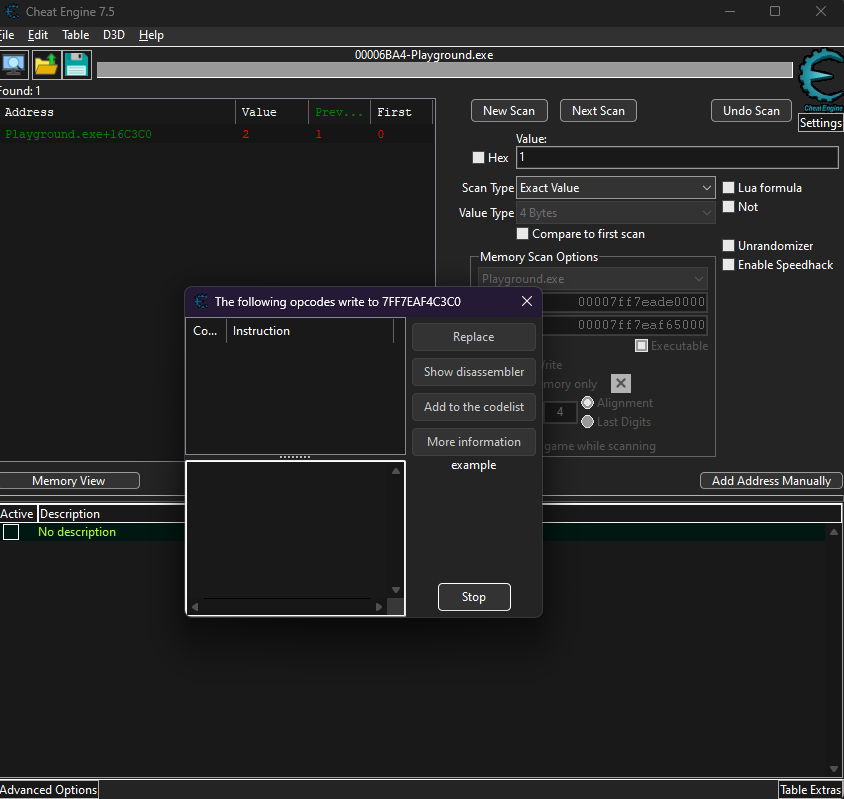 Cheat Engine 7.5
File Edit Table D3D Help
00006BA4-Playground.exe
Found: 1
Address Value Prev... First
Playground.exe+16C3C0 2 1 0
New Scan Next Scan Undo Scan
Cheat Engine
Settings
Value:
Hex 1
Scan Type Exact Value Lua formula
Value Type 4 Bytes Not
Compare to first scan
Unrandomizer
Memory Scan Options
Enable Speedhack
Playground.exe
The following opcodes write to 7FF7EAF4C3C0
00007ff7eade0000
Co... Instruction
Replace
00007ff7eaf65000
Executable
Show disassembler
rite
mory only
Add to the codelist
4 Alignment
Last Digits
More information
game while scanning
example
Memory View Add Address Manually
Active Description
No description
Stop
Advanced Options Table Extras